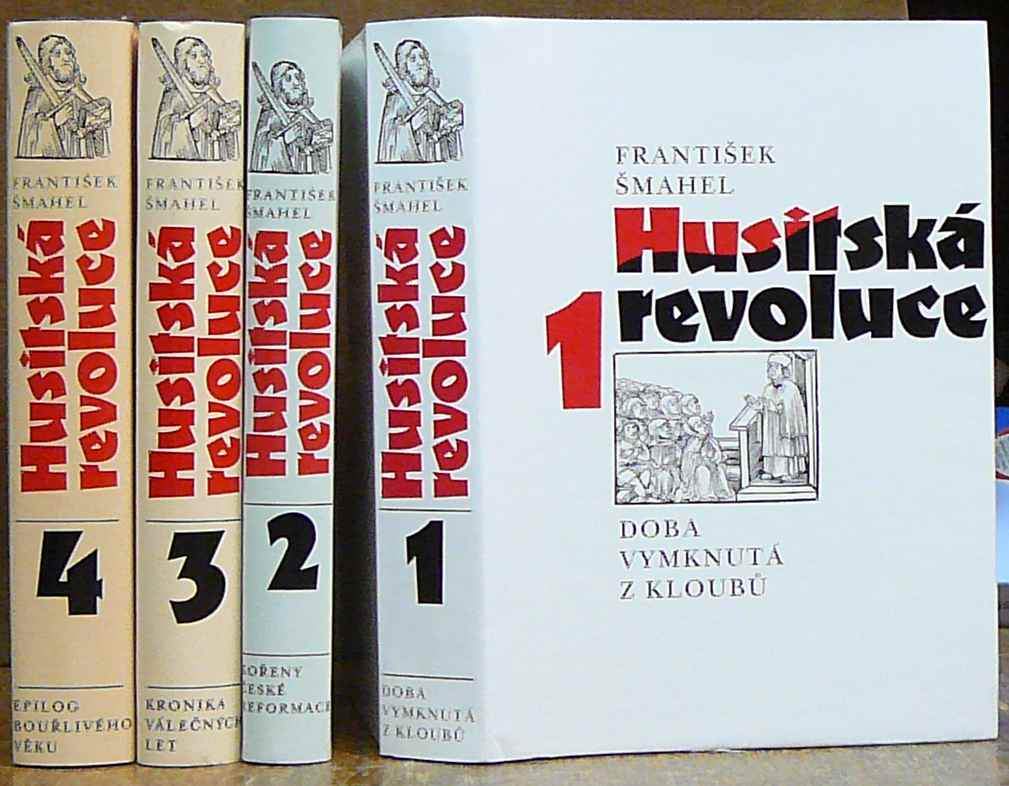 FRANTIŠEK
ŠMAHEL
Husitská
revoluce
4
EPILOG
BOUŘLIVÉHO
VĚKU
FRANTIŠEK
ŠMAHEL
Husitská
revoluce
3
KRONIKA
VÁLEČNÝCH
LET
FRANTIŠEK
ŠMAHEL
Husitská
revoluce
2
KOŘENY
ČESKÉ
REFORMACE
FRANTIŠEK
ŠMAHEL
Husitská
revoluce
1
DOBA
VYMKNUTÁ
Z KLOUBŮ
FRANTIŠEK
ŠMAHEL
Husitská
revoluce
1
DOBA
VYMKNUTÁ
Z KLOUBŮ